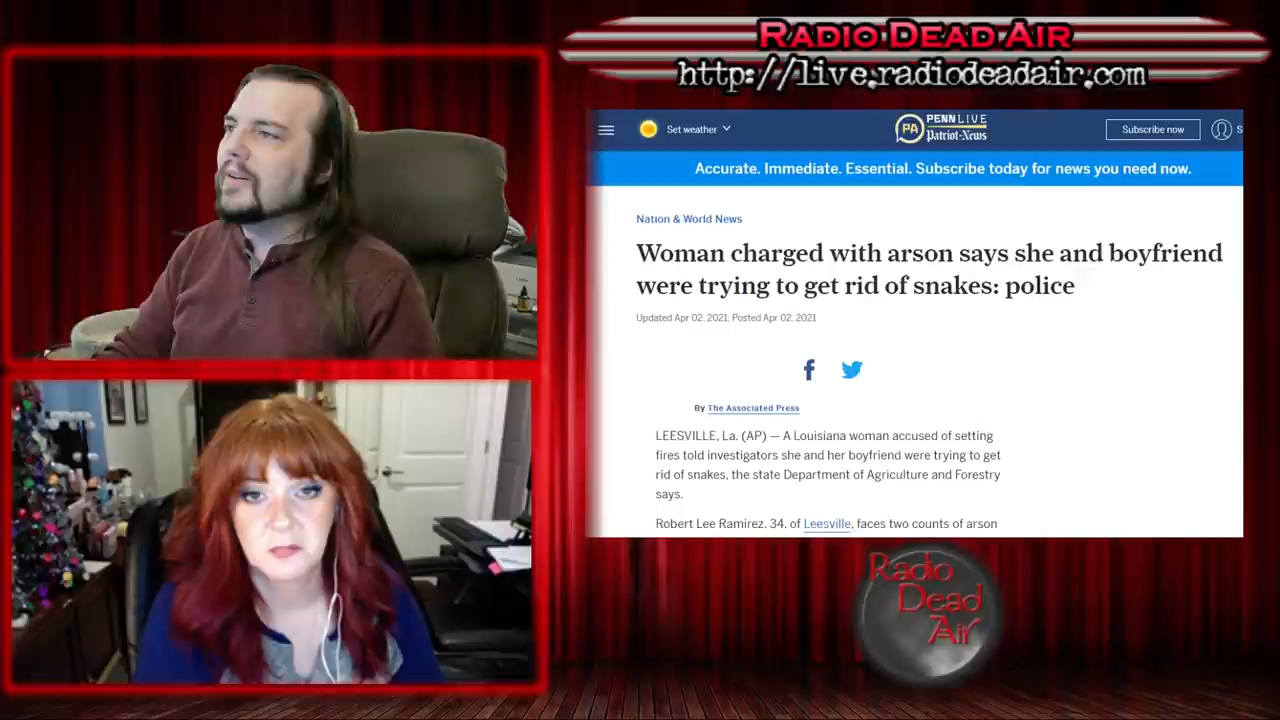 RADIO DEAD AIR
http://live.radiodeadair.com
Set weather
PA
PENNLIVE
Patriot-News
Subscribe now
S
Accurate. Immediate. Essential. Subscribe today for news you need now.
Nation & World News
Woman charged with arson says she and boyfriend
were trying to get rid of snakes: police
Updated Apr 02, 2021; Posted Apr 02, 2021
By The Associated Press
LEESVILLE, La. (AP) — A Louisiana woman accused of setting
fires told investigators she and her boyfriend were trying to get
rid of snakes, the state Department of Agriculture and Forestry
says.
Robert Lee Ramirez, 34, of Leesville, faces two counts of arson
Radio
Dead
Air